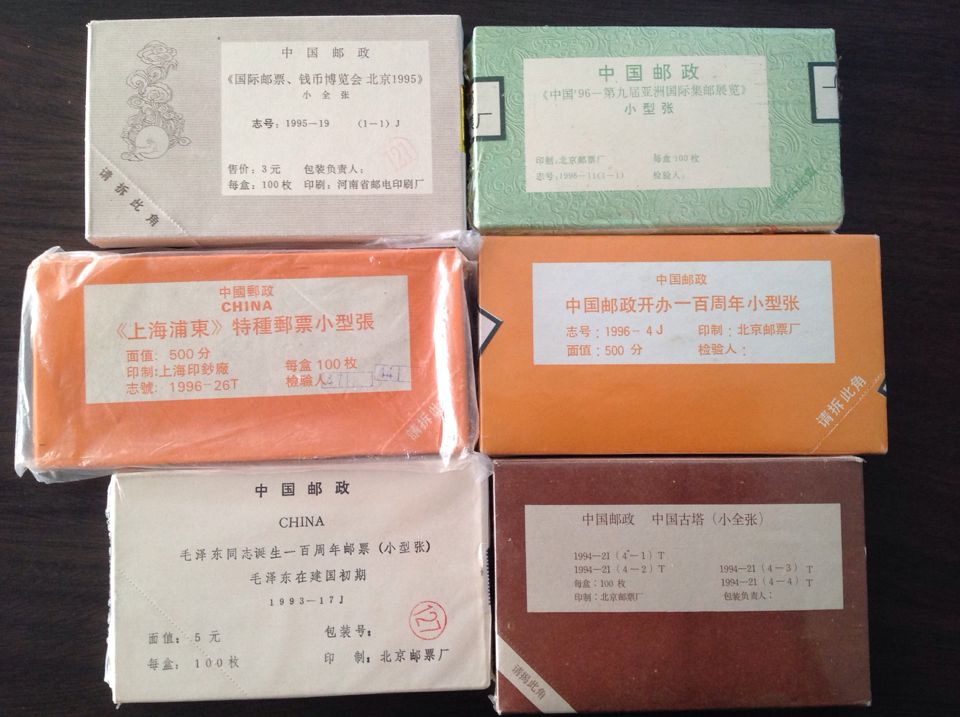 中国邮政
《国际邮票、钱币博览会 北京1995》
小全张
志号：1995-19 (1-1) J
127
售价：3元 包装负责人：
每盒：100枚 印刷：河南省邮电印刷厂
请拆此角
中国邮政
《中国'96-第九届亚洲国际集邮展览》
小型张
印制：北京邮票厂 每盒100枚
志号：1996-11(1-1) 检验人：
厂
中國郵政
CHINA
《上海浦東》特種郵票小型張
面值：500分
印制：上海印鈔廠 每盒100枚
志號：1996-26T 檢驗人
请拆此角
中国邮政
中国邮政开办一百周年小型张
志号：1996-4J 印制：北京邮票厂
面值：500分 检验人：
请拆此角
中国邮政
CHINA
毛泽东同志诞生一百周年邮票(小型张)
毛泽东在建国初期
1993-17J
127
面值：5元 包装号：
每盒：100枚 印制：北京邮票厂
中国邮政 中国古塔(小全张)
1994-21(4-1)T
1994-21(4-2)T 1994-21(4-3)T
每盒：100枚 1994-21(4-4)T
印制：北京邮票厂 包装负责人：
请揭此角